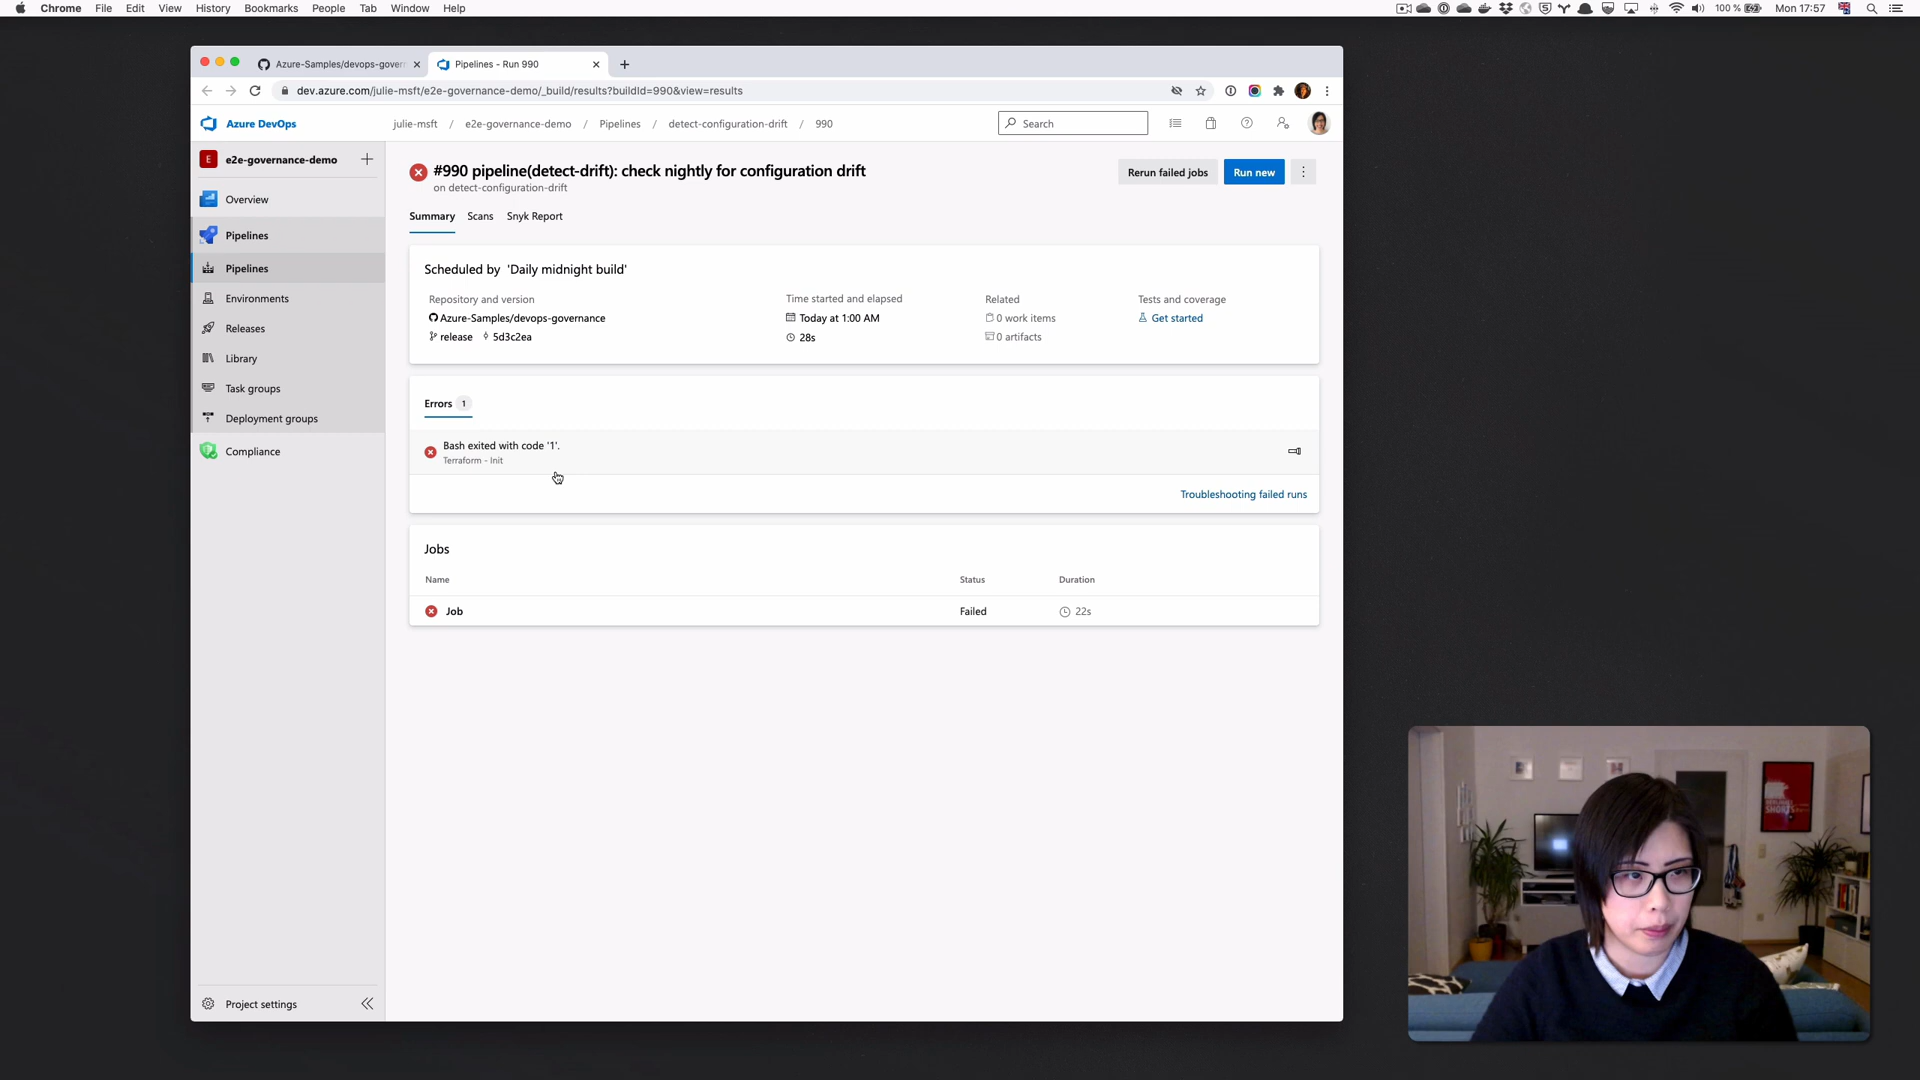 Chrome File Edit View History Bookmarks People Tab Window Help
100 % Mon 17:57
Azure-Samples/devops-govern
Pipelines - Run 990
dev.azure.com/julie-msft/e2e-governance-demo/_build/results?buildId=990&view=results
Azure DevOps
julie-msft / e2e-governance-demo / Pipelines / detect-configuration-drift / 990
Search
E e2e-governance-demo
Overview
Pipelines
Pipelines
Environments
Releases
Library
Task groups
Deployment groups
Compliance
Project settings
#990 pipeline(detect-drift): check nightly for configuration drift
on detect-configuration-drift
Rerun failed jobs
Run new
Summary Scans Snyk Report
Scheduled by 'Daily midnight build'
Repository and version
Azure-Samples/devops-governance
release 5d3c2ea
Time started and elapsed
Today at 1:00 AM
28s
Related
0 work items
0 artifacts
Tests and coverage
Get started
Errors 1
Bash exited with code '1'.
Terraform - Init
Troubleshooting failed runs
Jobs
Name Status Duration
Job Failed 22s